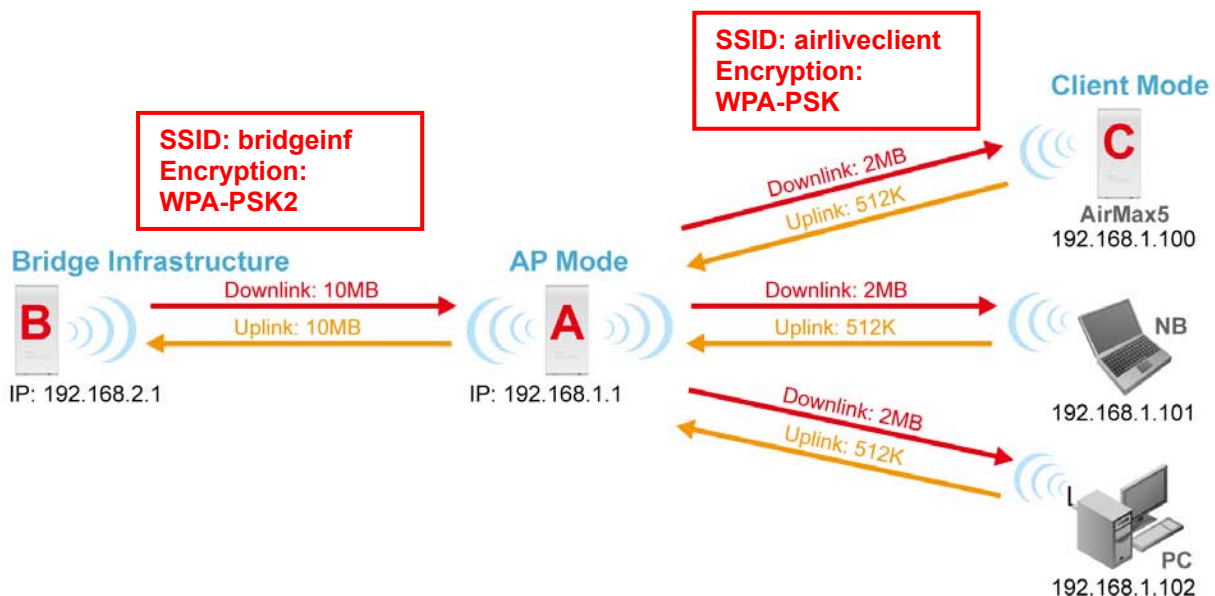 SSID: airliveclient
Encryption:
WPA-PSK
Client Mode
SSID: bridgeinf
Encryption:
WPA-PSK2
C
Downlink: 2MB
Uplink: 512K
AirMax5
192.168.1.100
Bridge Infrastructure
AP Mode
B
Downlink: 10MB
Uplink: 10MB
A
Downlink: 2MB
Uplink: 512K
NB
IP: 192.168.2.1
IP: 192.168.1.1
192.168.1.101
Downlink: 2MB
Uplink: 512K
PC
192.168.1.102